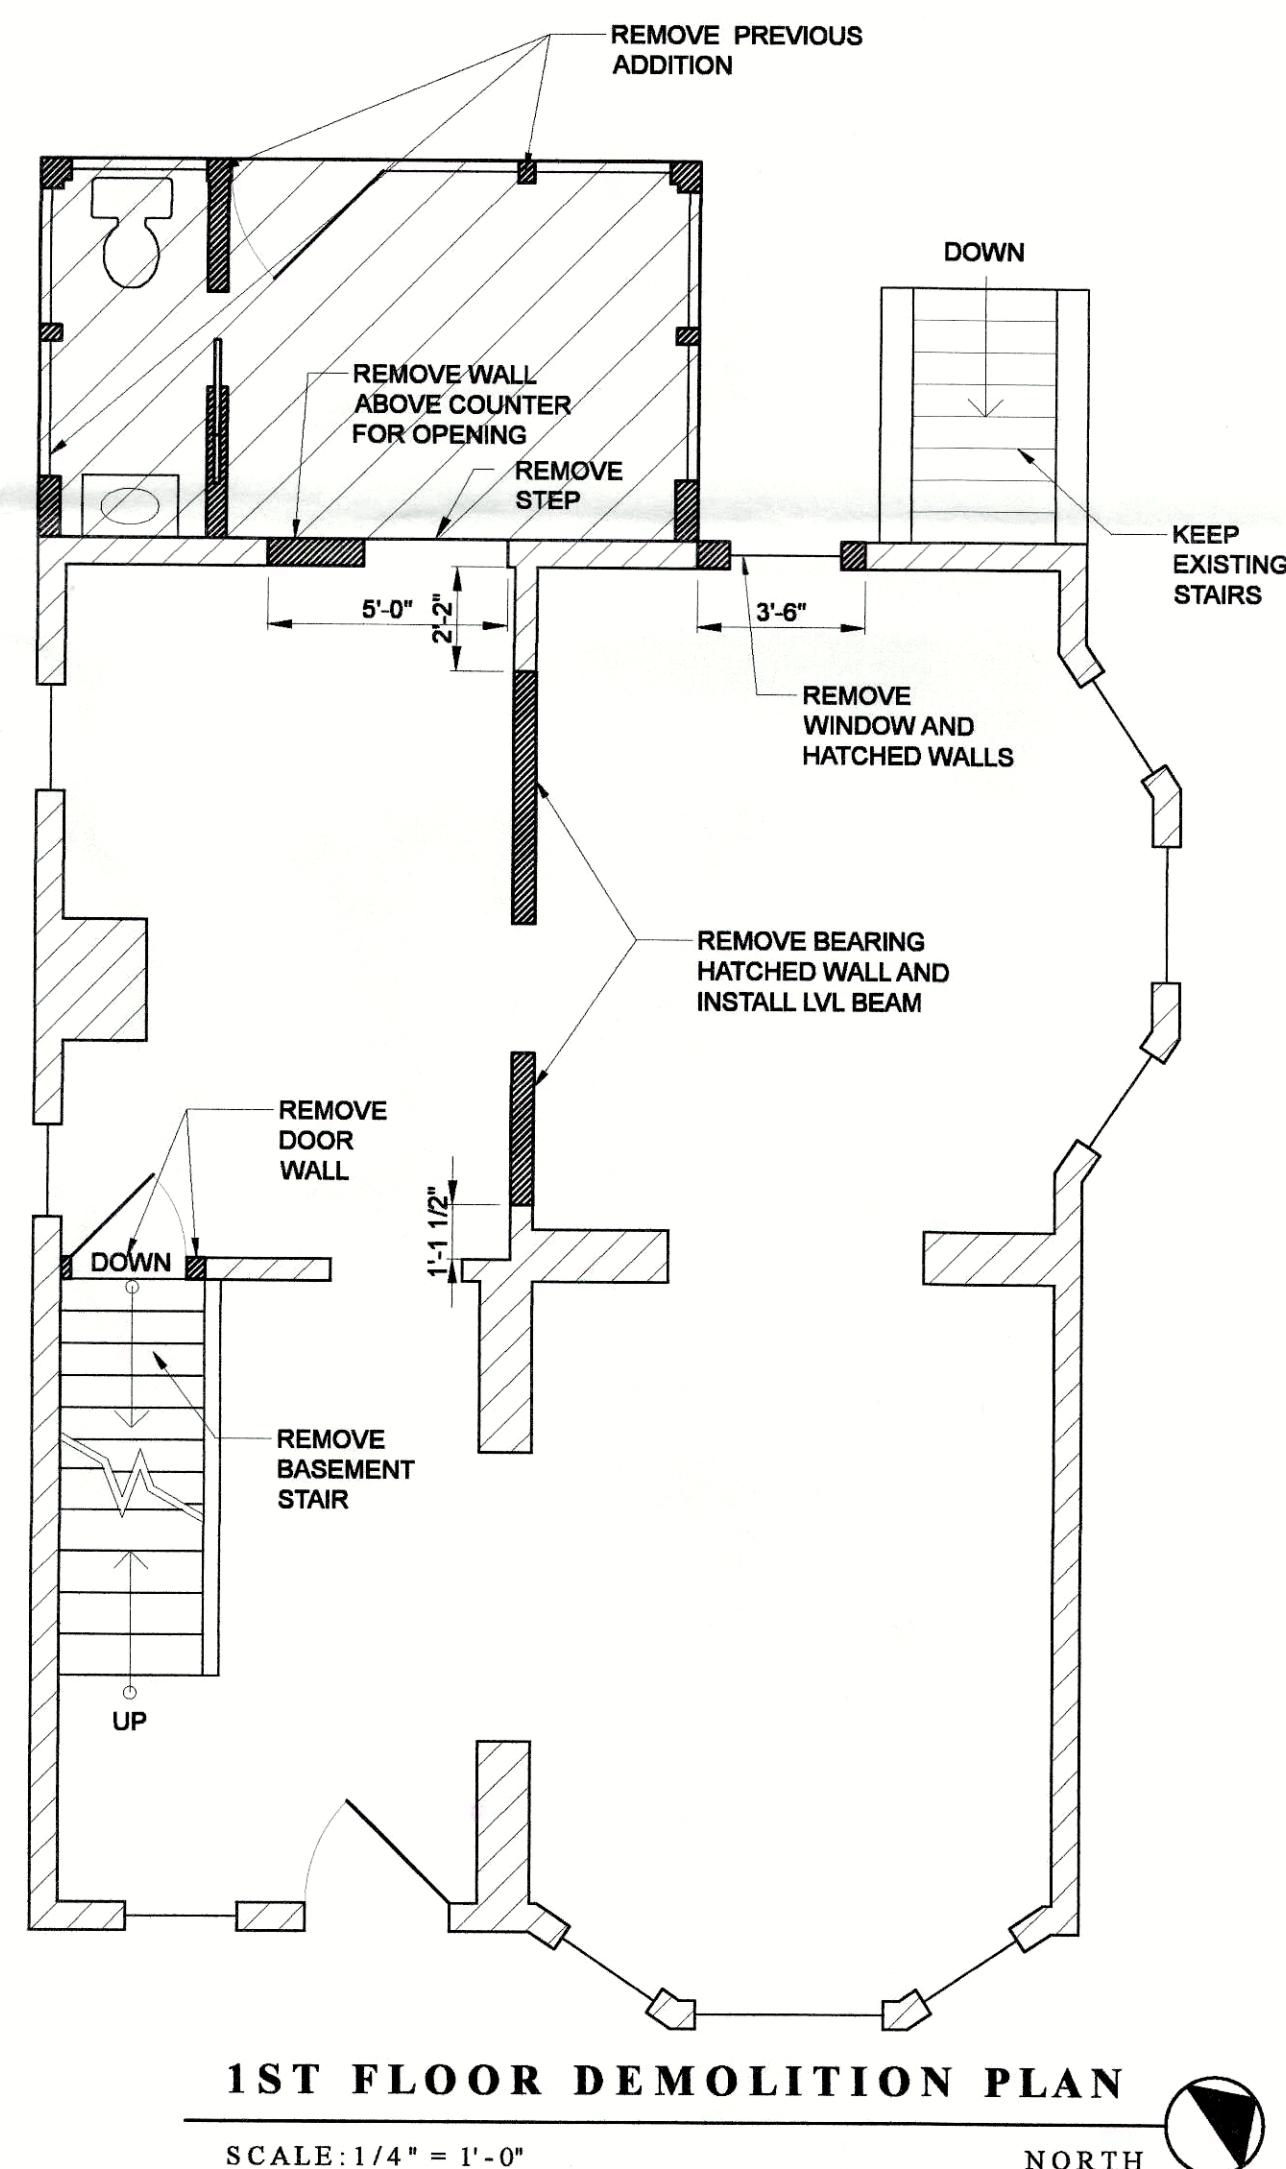 REMOVE PREVIOUS
ADDITION
DOWN
REMOVE WALL
ABOVE COUNTER
FOR OPENING
REMOVE
STEP
KEEP
EXISTING
STAIRS
5'-0"
2'-2"
3'-6"
REMOVE
WINDOW AND
HATCHED WALLS
REMOVE BEARING
HATCHED WALL AND
INSTALL LVL BEAM
REMOVE
DOOR
WALL
1'-1 1/2"
DOWN
REMOVE
BASEMENT
STAIR
UP
1ST FLOOR DEMOLITION PLAN
SCALE: 1/4" = 1'-0"
NORTH